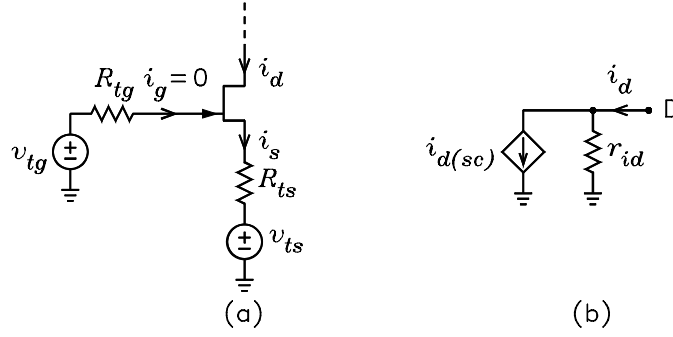 i_d
R_tg i_g = 0
v_tg
i_s
R_ts
v_ts
(a)
i_d
D
i_d(sc)
r_id
(b)